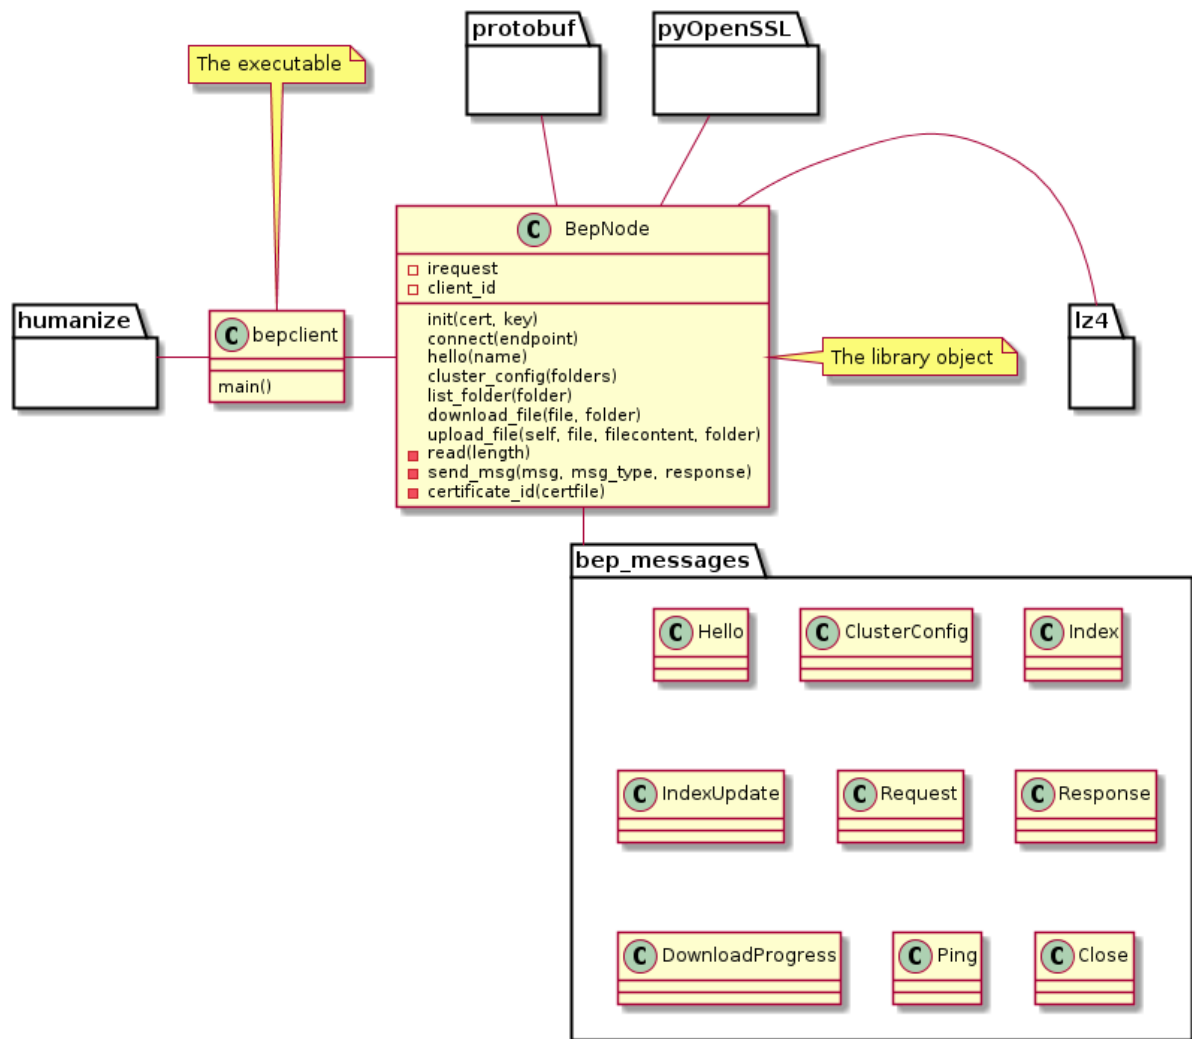 protobuf
pyOpenSSL
The executable
C BepNode
irequest
client_id
init(cert, key)
connect(endpoint)
hello(name)
cluster_config(folders)
list_folder(folder)
download_file(file, folder)
upload_file(self, file, filecontent, folder)
read(length)
send_msg(msg, msg_type, response)
certificate_id(certfile)
humanize
C bepclient
main()
The library object
lz4
bep_messages
C Hello
C ClusterConfig
C Index
C IndexUpdate
C Request
C Response
C DownloadProgress
C Ping
C Close